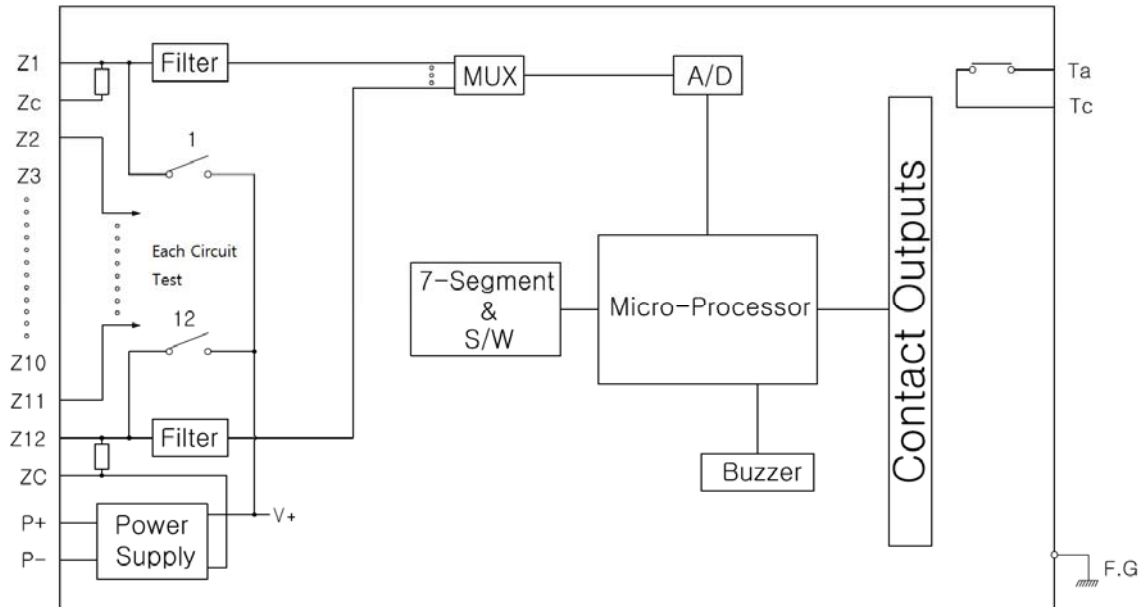 Z1
Zc
Z2
Z3
Z10
Z11
Z12
ZC
P+
P-
Filter
1
Each Circuit
Test
12
Filter
Power
Supply
V+
MUX
A/D
7-Segment
&
S/W
Micro-Processor
Buzzer
Contact Outputs
Ta
Tc
F.G